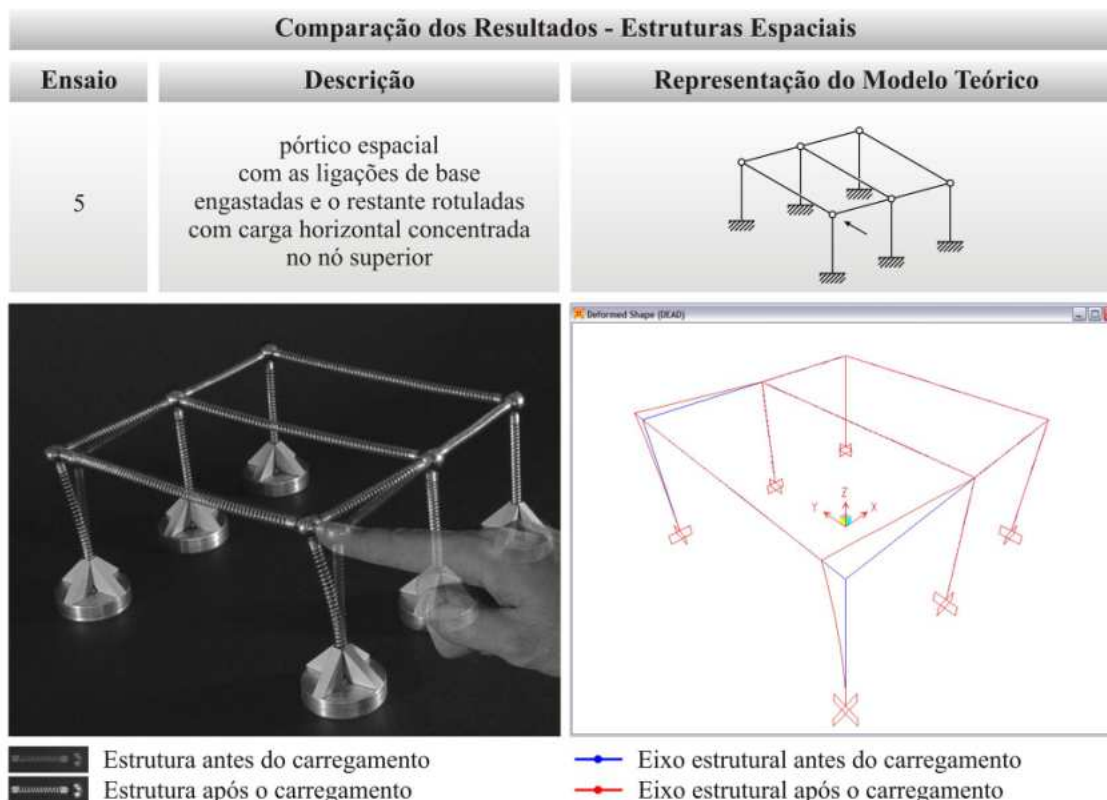 Comparação dos Resultados - Estruturas Espaciais
Ensaio
Descrição
Representação do Modelo Teórico
5
pórtico espacial
com as ligações de base
engastadas e o restante rotuladas
com carga horizontal concentrada
no nó superior
Deformed Shape (DEAD)
Z
Y
X
Estrutura antes do carregamento
Eixo estrutural antes do carregamento
Estrutura após o carregamento
Eixo estrutural após o carregamento